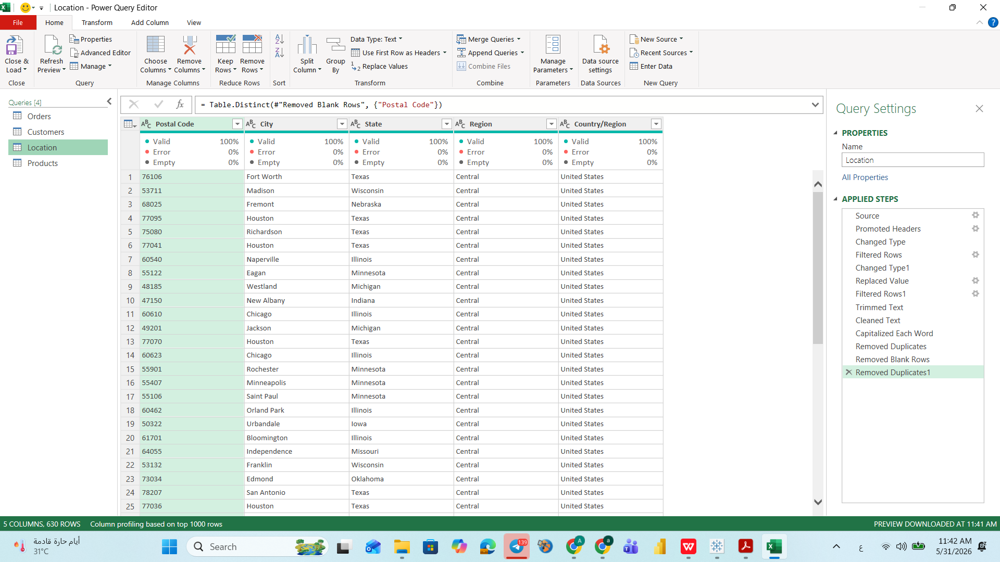 Location - Power Query Editor
File
Home
Transform
Add Column
View
Close & Load
Refresh Preview
Properties
Advanced Editor
Manage
Choose Columns
Remove Columns
Keep Rows
Remove Rows
Split Column
Group By
Data Type: Text
Use First Row as Headers
Replace Values
Merge Queries
Append Queries
Combine Files
Manage Parameters
Data source settings
New Source
Recent Sources
Enter Data
Close
Query
Manage Columns
Reduce Rows
Sort
Transform
Combine
Parameters
Data Sources
New Query
Queries [4]
Orders
Customers
Location
Products
fx
= Table.Distinct(#"Removed Blank Rows", {"Postal Code"})
Postal Code City State Region Country/Region
Valid 100% Valid 100% Valid 100% Valid 100% Valid 100%
Error 0% Error 0% Error 0% Error 0% Error 0%
Empty 0% Empty 0% Empty 0% Empty 0% Empty 0%
1 76106 Fort Worth Texas Central United States
2 53711 Madison Wisconsin Central United States
3 68025 Fremont Nebraska Central United States
4 77095 Houston Texas Central United States
5 75080 Richardson Texas Central United States
6 77041 Houston Texas Central United States
7 60540 Naperville Illinois Central United States
8 55122 Eagan Minnesota Central United States
9 48185 Westland Michigan Central United States
10 47150 New Albany Indiana Central United States
11 60610 Chicago Illinois Central United States
12 49201 Jackson Michigan Central United States
13 77070 Houston Texas Central United States
14 60623 Chicago Illinois Central United States
15 55901 Rochester Minnesota Central United States
16 55407 Minneapolis Minnesota Central United States
17 55106 Saint Paul Minnesota Central United States
18 60462 Orland Park Illinois Central United States
19 50322 Urbandale Iowa Central United States
20 61701 Bloomington Illinois Central United States
21 64055 Independence Missouri Central United States
22 53132 Franklin Wisconsin Central United States
23 73034 Edmond Oklahoma Central United States
24 78207 San Antonio Texas Central United States
25 77036 Houston Texas Central United States
Query Settings
PROPERTIES
Name
Location
All Properties
APPLIED STEPS
Source
Promoted Headers
Changed Type
Filtered Rows
Changed Type1
Replaced Value
Filtered Rows1
Trimmed Text
Cleaned Text
Capitalized Each Word
Removed Duplicates
Removed Blank Rows
Removed Duplicates1
5 COLUMNS, 630 ROWS
Column profiling based on top 1000 rows
PREVIEW DOWNLOADED AT 11:41 AM
أيام حارة قادمة
31°C
Search
139
ع
11:42 AM
5/31/2026